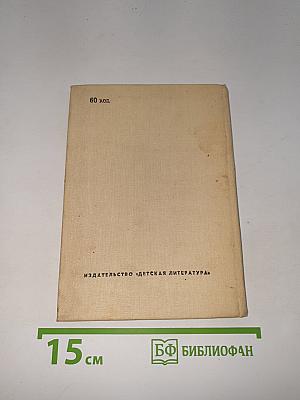 60 коп.
ИЗДАТЕЛЬСТВО «ДЕТСКАЯ ЛИТЕРАТУРА»
15 см
БФ БИБЛИОФАН